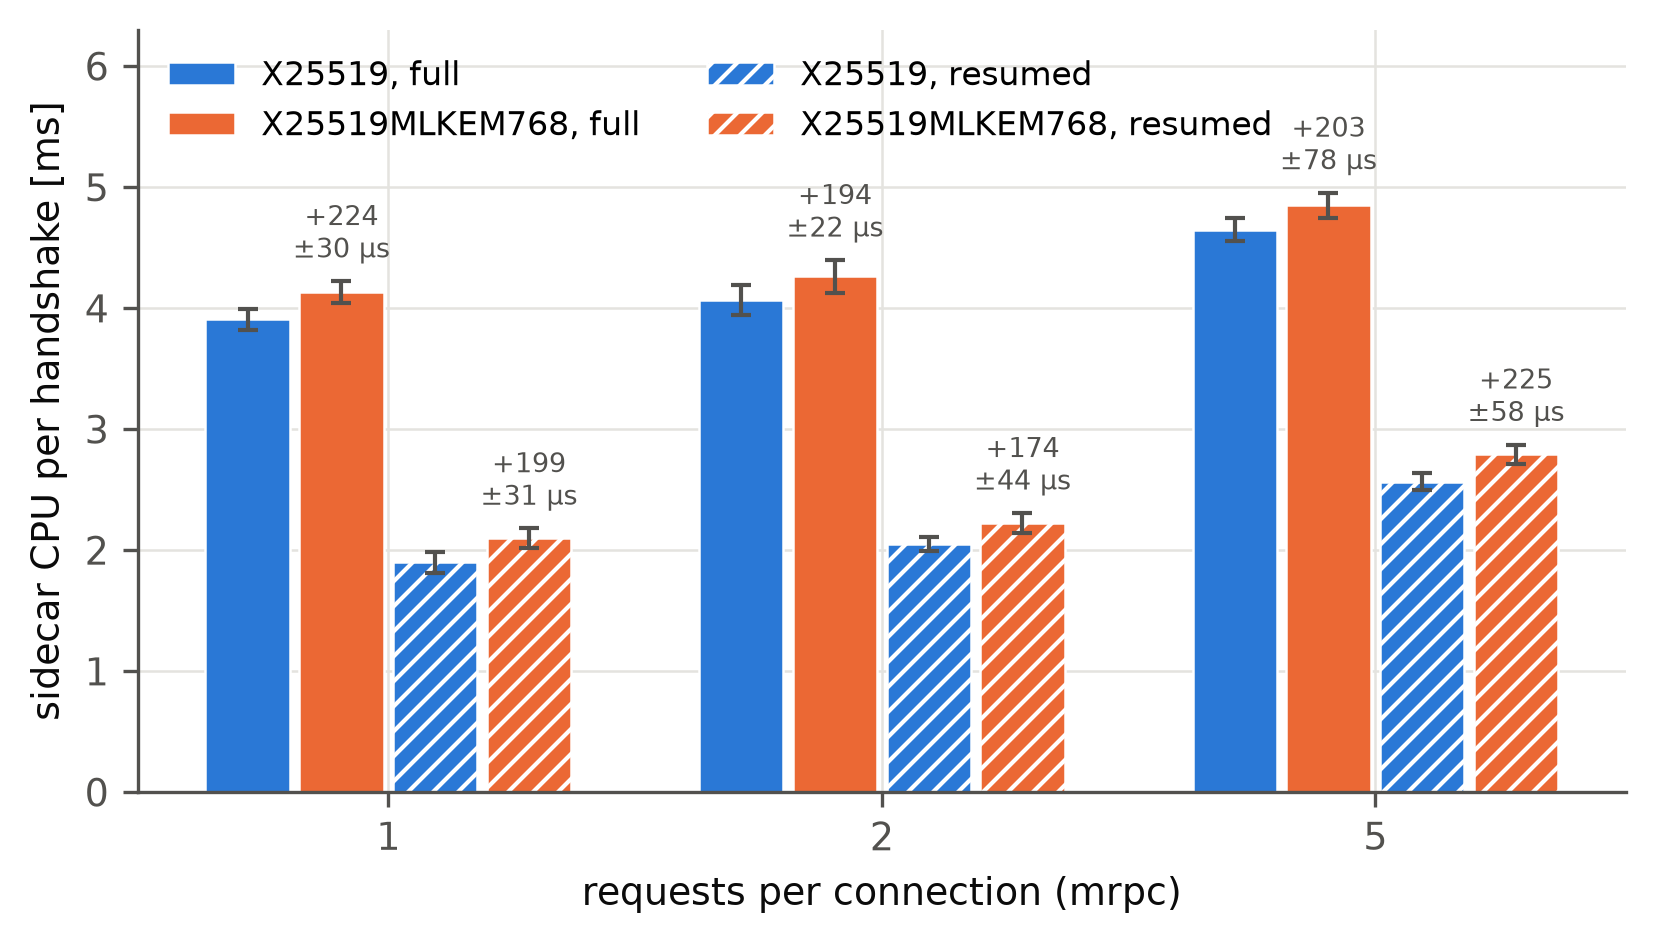 sidecar CPU per handshake [ms]
6
5
4
3
2
1
0
X25519, full
X25519MLKEM768, full
X25519, resumed
X25519MLKEM768, resumed
+224
±30 µs
+199
±31 µs
+194
±22 µs
+174
±44 µs
+203
±78 µs
+225
±58 µs
1
2
5
requests per connection (mrpc)